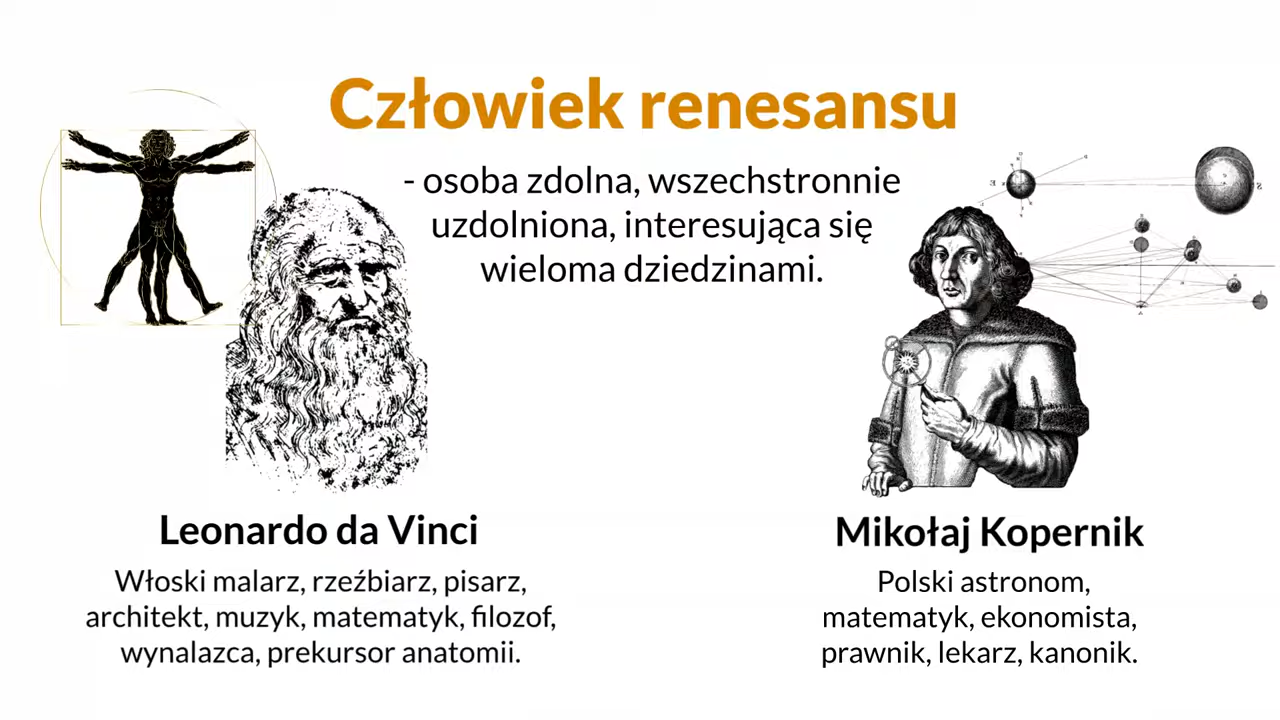 Człowiek renesansu
- osoba zdolna, wszechstronnie
uzdolniona, interesująca się
wieloma dziedzinami.
Leonardo da Vinci
Włoski malarz, rzeźbiarz, pisarz,
architekt, muzyk, matematyk, filozof,
wynalazca, prekursor anatomii.
Mikołaj Kopernik
Polski astronom,
matematyk, ekonomista,
prawnik, lekarz, kanonik.